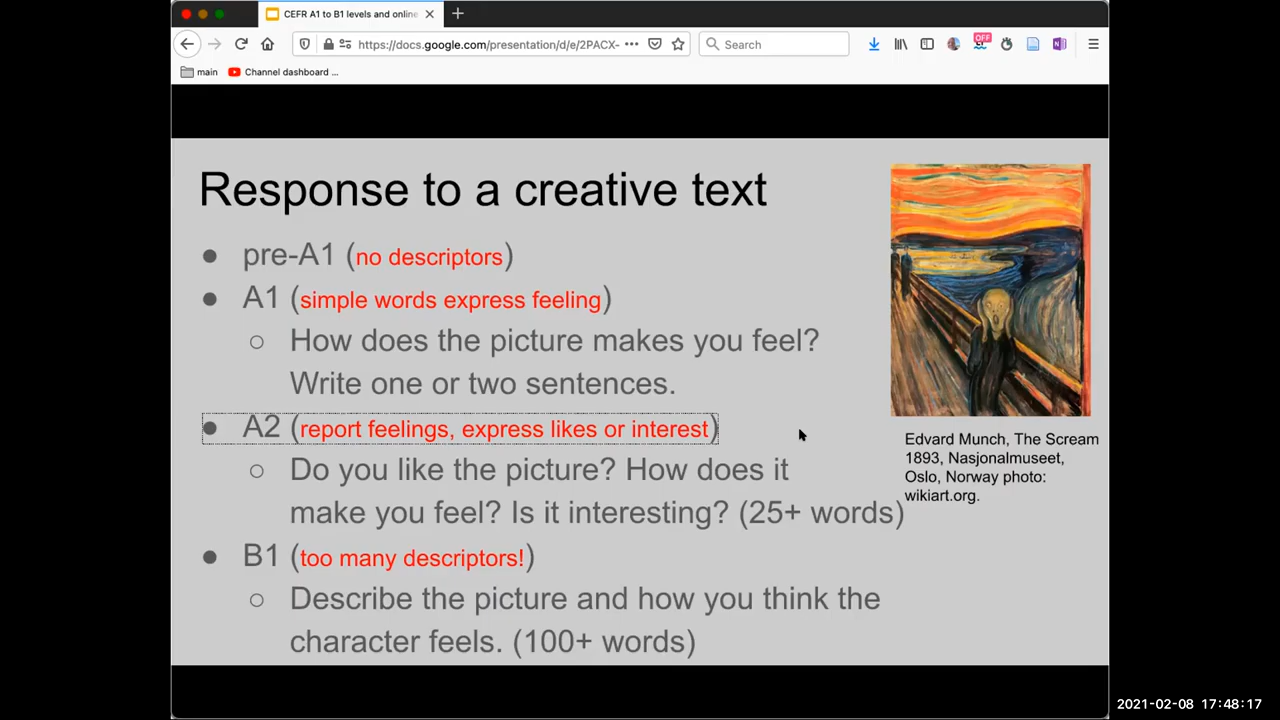 CEFR A1 to B1 levels and online
https://docs.google.com/presentation/d/e/2PACX-
Search
OFF
main
Channel dashboard ...
Response to a creative text
pre-A1 (no descriptors)
A1 (simple words express feeling)
How does the picture makes you feel?
Write one or two sentences.
A2 (report feelings, express likes or interest)
Do you like the picture? How does it
make you feel? Is it interesting? (25+ words)
B1 (too many descriptors!)
Describe the picture and how you think the
character feels. (100+ words)
Edvard Munch, The Scream
1893, Nasjonalmuseet,
Oslo, Norway photo:
wikiart.org.
2021-02-08 17:48:17